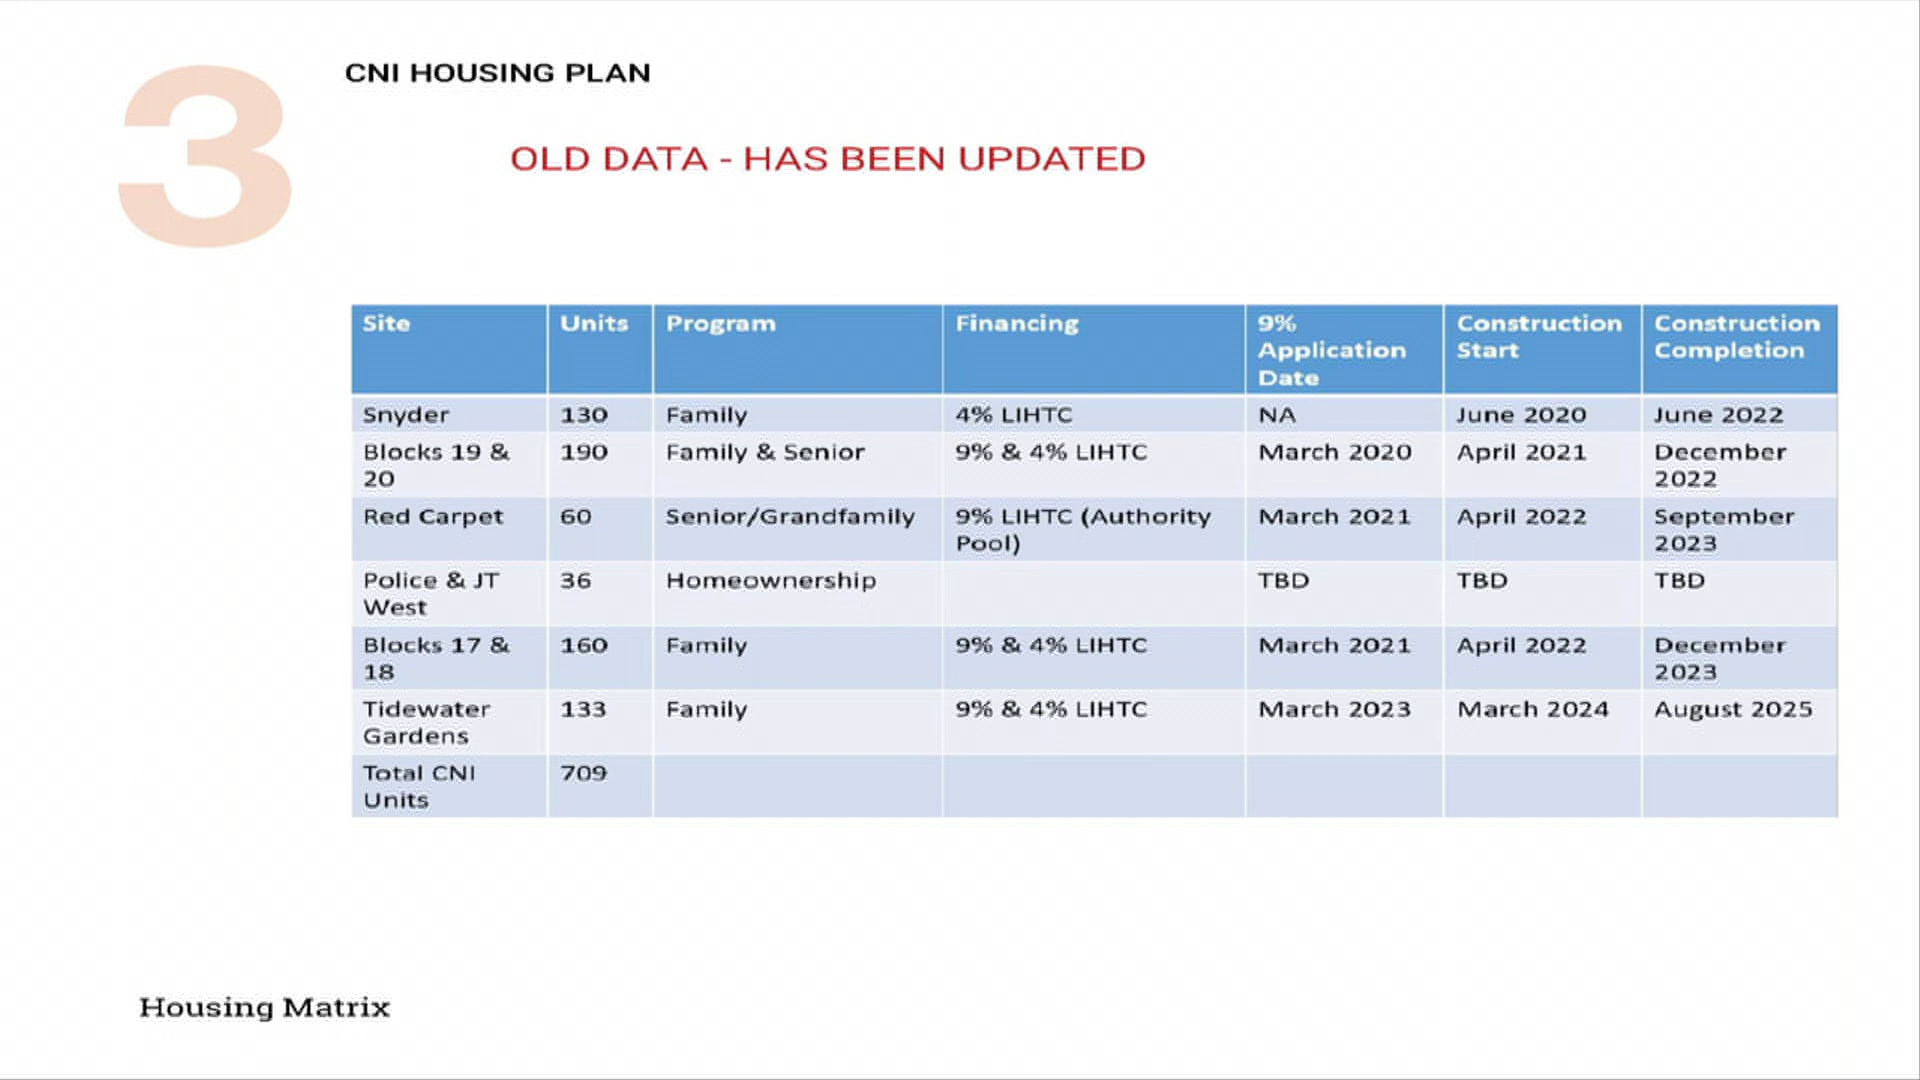 3
CNI HOUSING PLAN
OLD DATA - HAS BEEN UPDATED
Site Units Program Financing 9% Application Date Construction Start Construction Completion
Snyder 130 Family 4% LIHTC NA June 2020 June 2022
Blocks 19 & 20 190 Family & Senior 9% & 4% LIHTC March 2020 April 2021 December 2022
Red Carpet 60 Senior/Grandfamily 9% LIHTC (Authority Pool) March 2021 April 2022 September 2023
Police & JT West 36 Homeownership TBD TBD TBD
Blocks 17 & 18 160 Family 9% & 4% LIHTC March 2021 April 2022 December 2023
Tidewater Gardens 133 Family 9% & 4% LIHTC March 2023 March 2024 August 2025
Total CNI Units 709
Housing Matrix